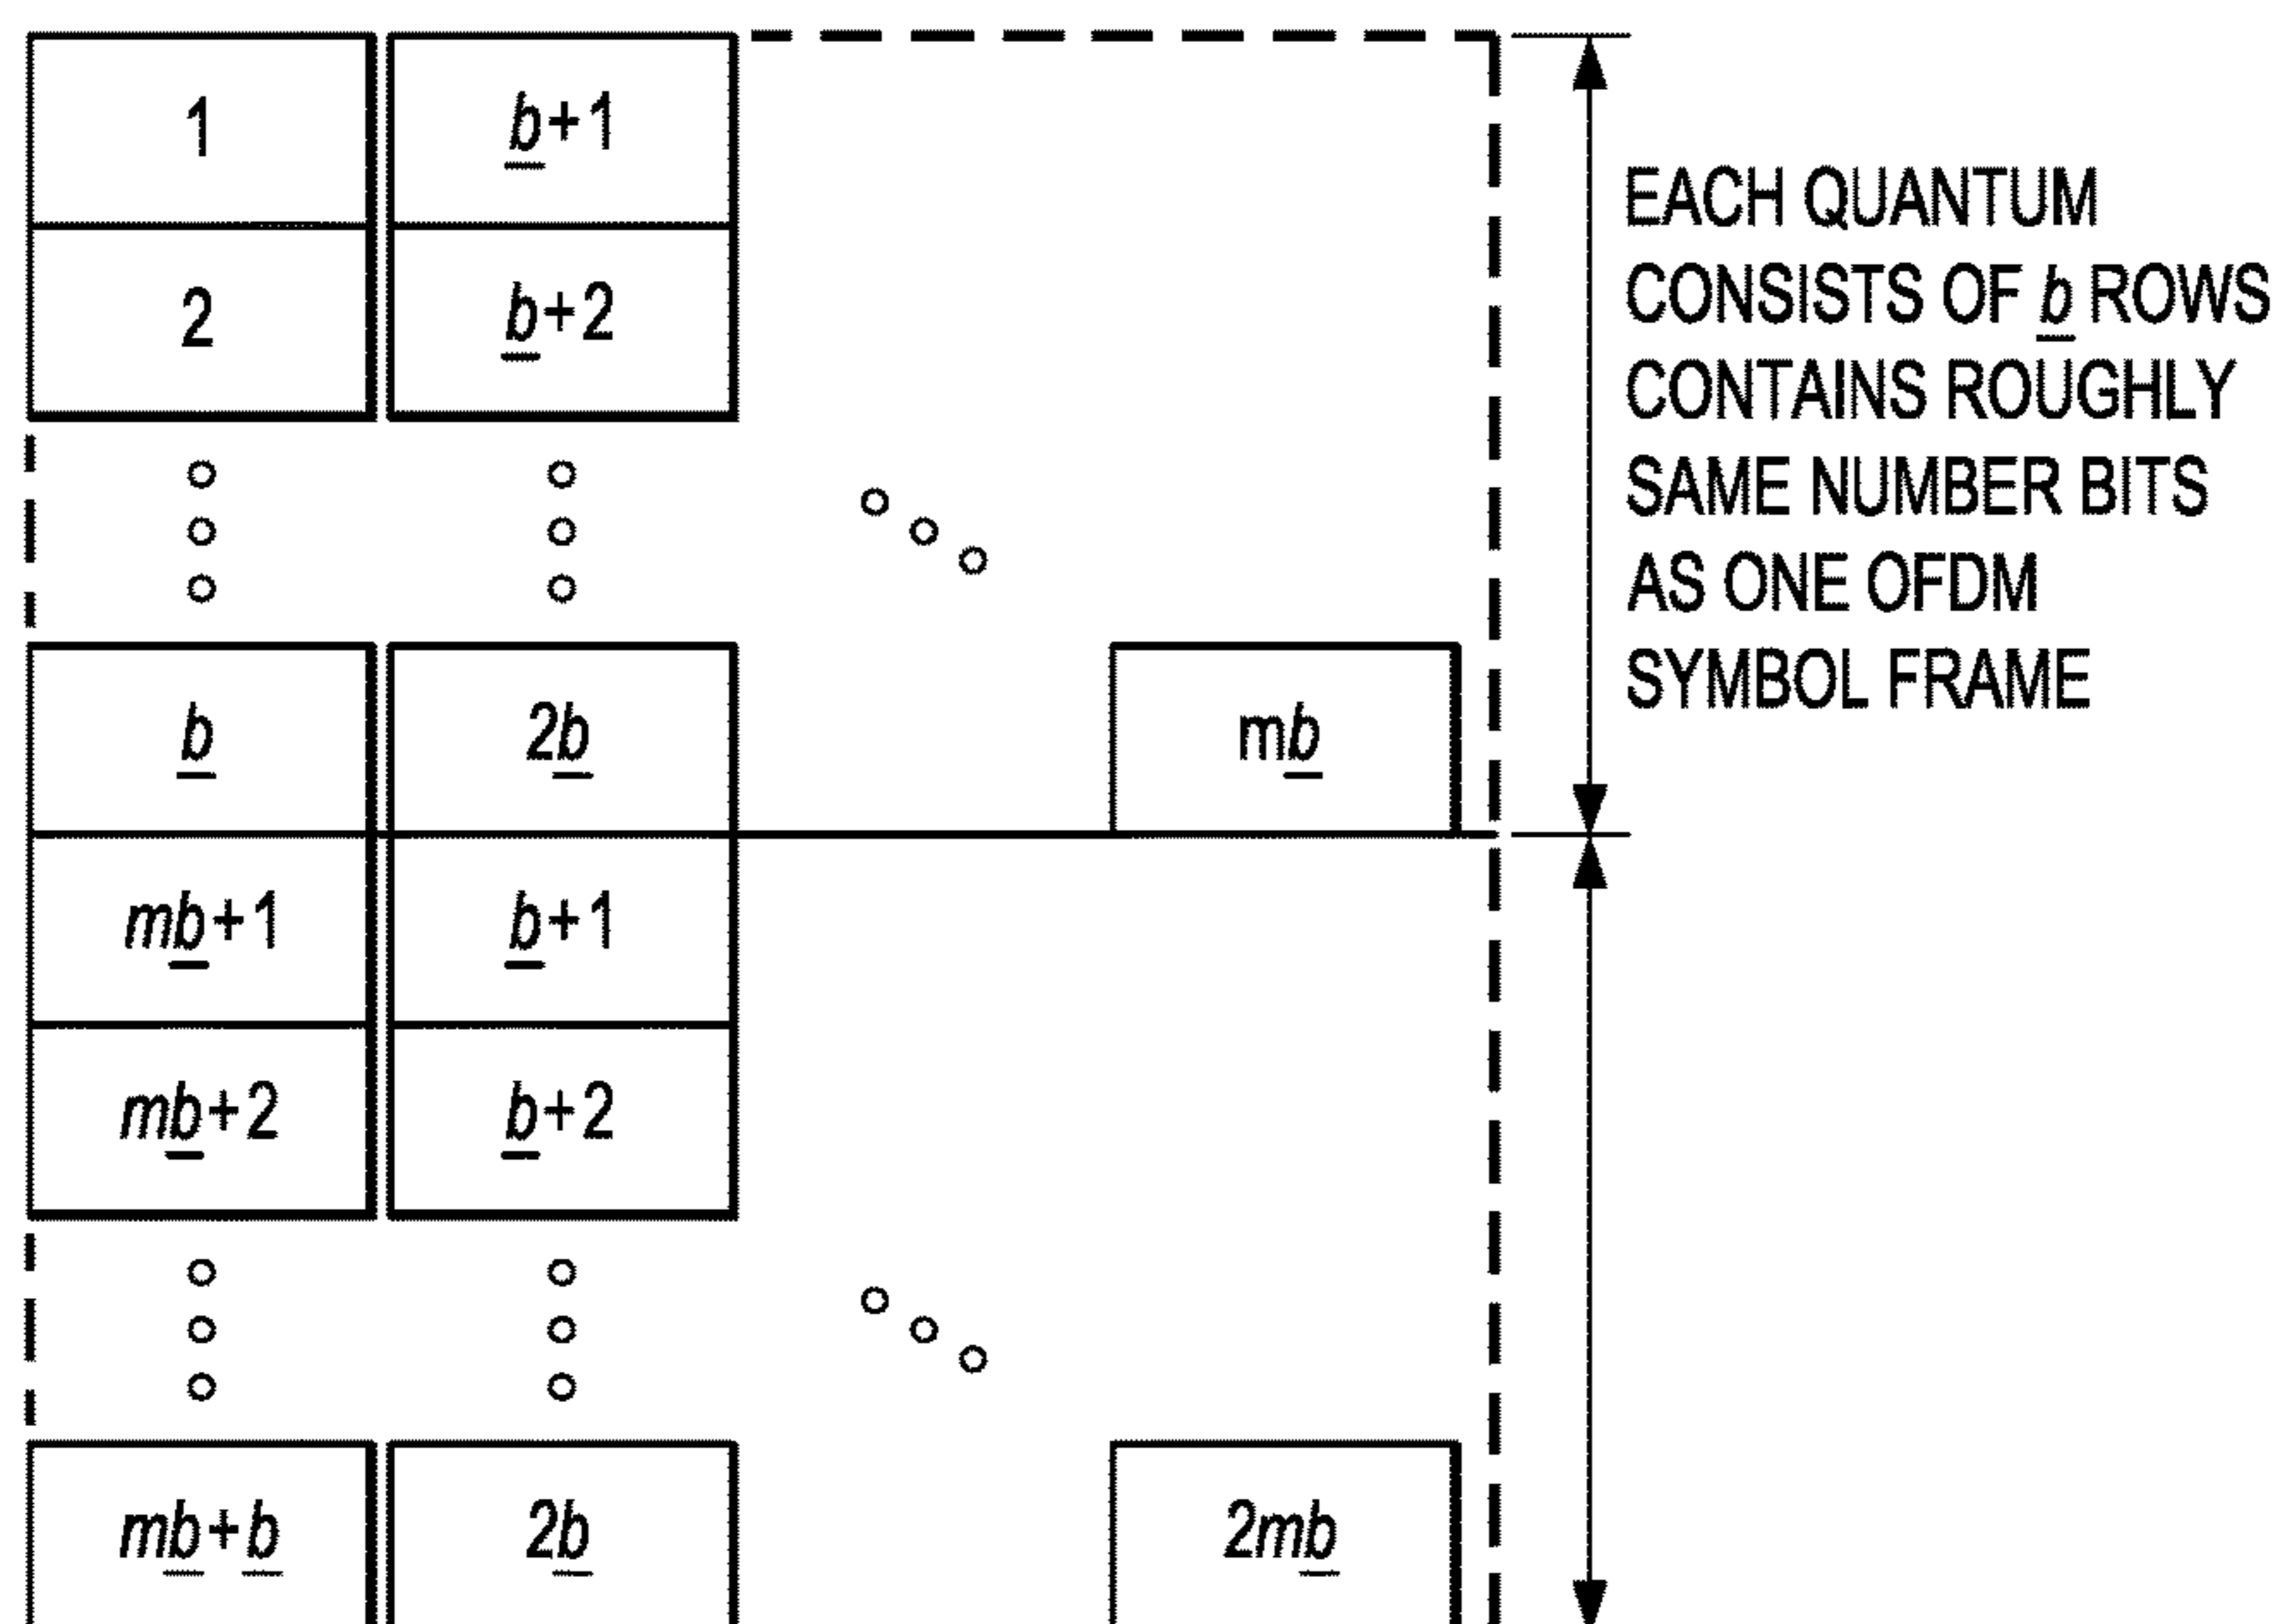 1 b+1
2 b+2
b 2b mb
mb+1 b+1
mb+2 b+2
mb+b 2b 2mb
EACH QUANTUM
CONSISTS OF b ROWS
CONTAINS ROUGHLY
SAME NUMBER BITS
AS ONE OFDM
SYMBOL FRAME